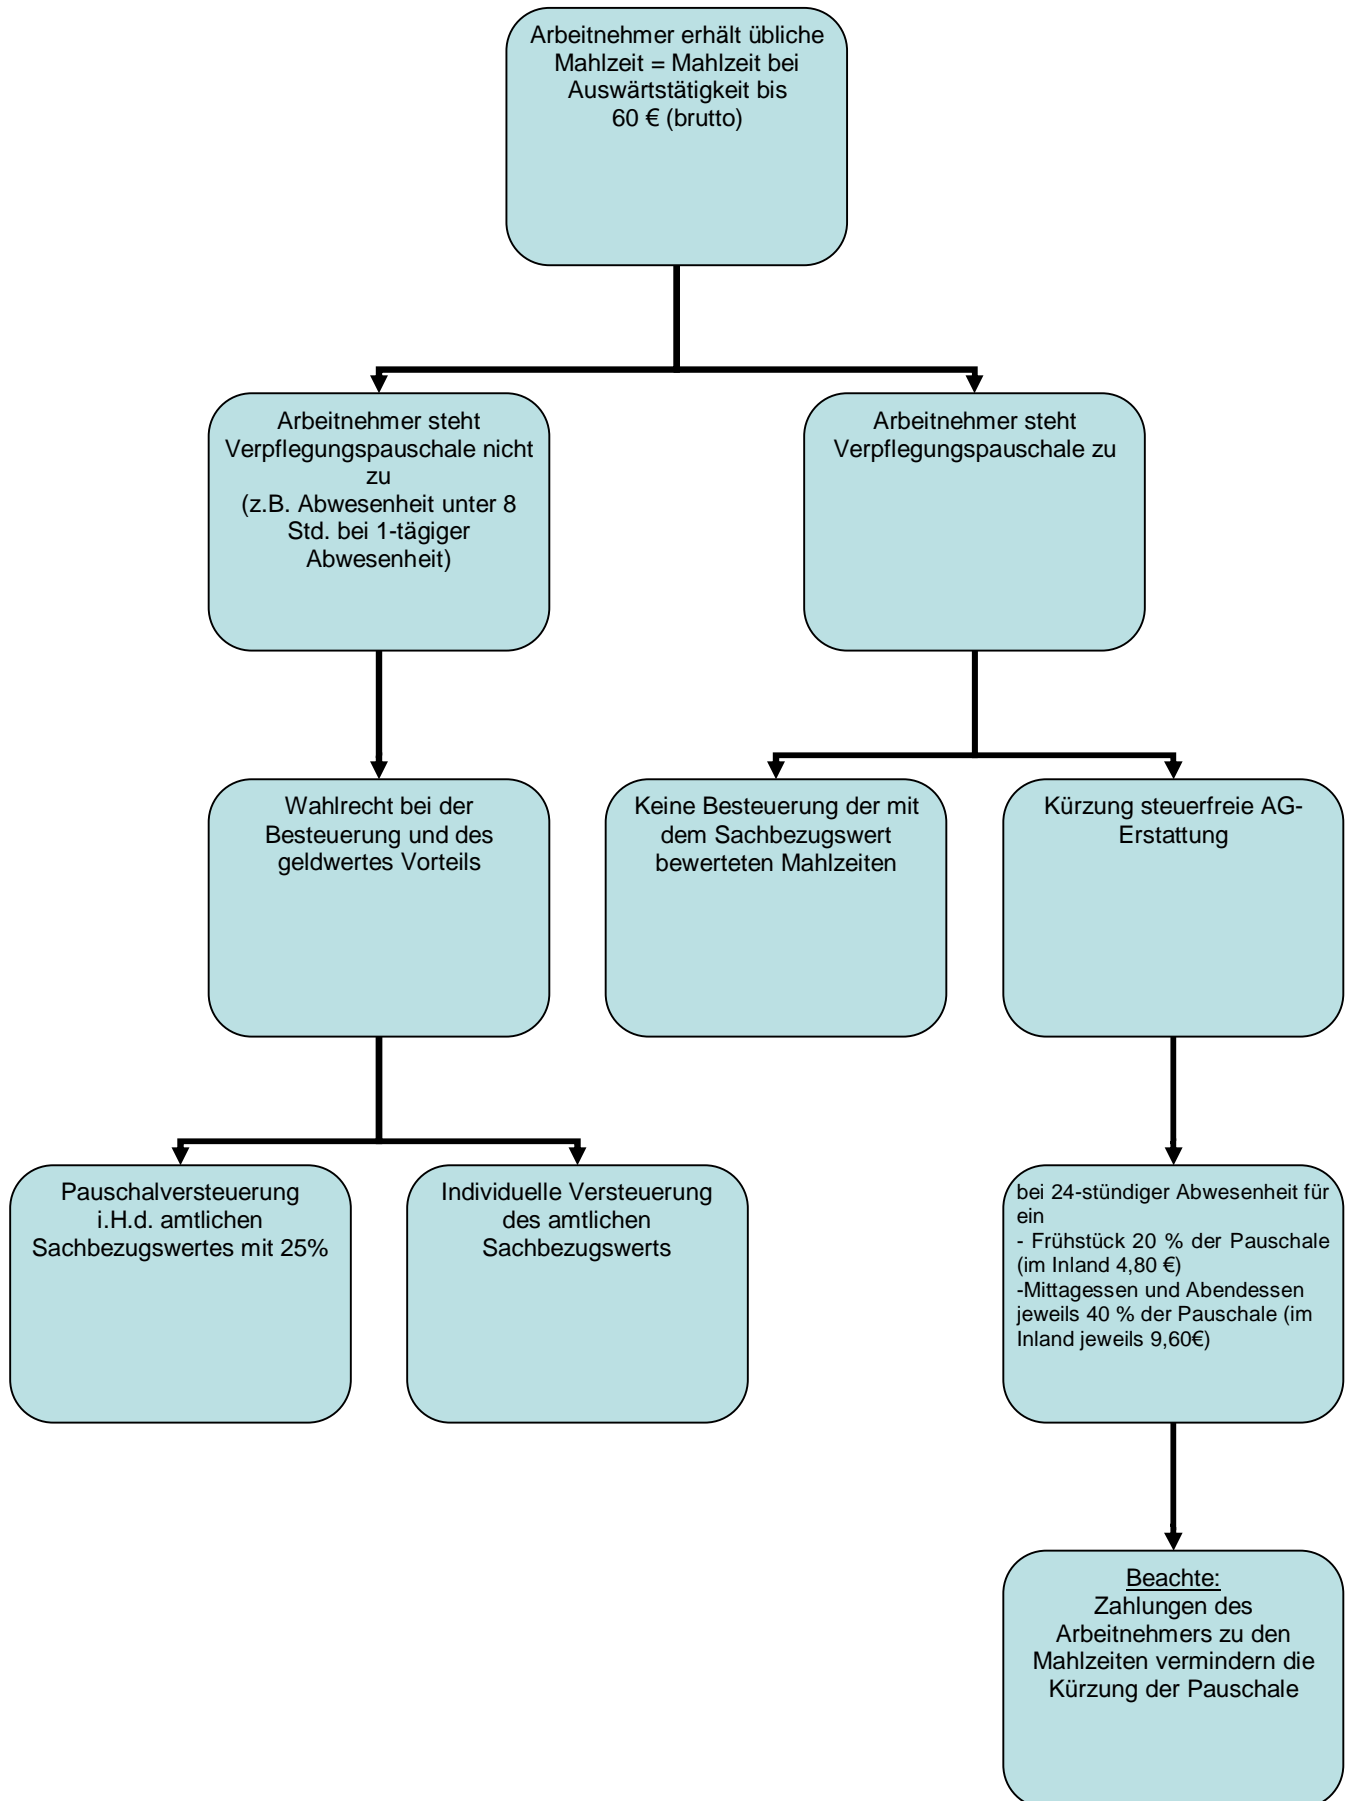 Arbeitnehmer erhält übliche
Mahlzeit = Mahlzeit bei
Auswärtstätigkeit bis
60 € (brutto)
Arbeitnehmer steht
Verpflegungspauschale nicht
zu
(z.B. Abwesenheit unter 8
Std. bei 1-tägiger
Abwesenheit)
Arbeitnehmer steht
Verpflegungspauschale zu
Wahlrecht bei der
Besteuerung und des
geldwertes Vorteils
Keine Besteuerung der mit
dem Sachbezugswert
bewerteten Mahlzeiten
Kürzung steuerfreie AG-
Erstattung
Pauschalversteuerung
i.H.d. amtlichen
Sachbezugswertes mit 25%
Individuelle Versteuerung
des amtlichen
Sachbezugswerts
bei 24-stündiger Abwesenheit für
ein
- Frühstück 20 % der Pauschale
(im Inland 4,80 €)
-Mittagessen und Abendessen
jeweils 40 % der Pauschale (im
Inland jeweils 9,60€)
Beachte:
Zahlungen des
Arbeitnehmers zu den
Mahlzeiten vermindern die
Kürzung der Pauschale